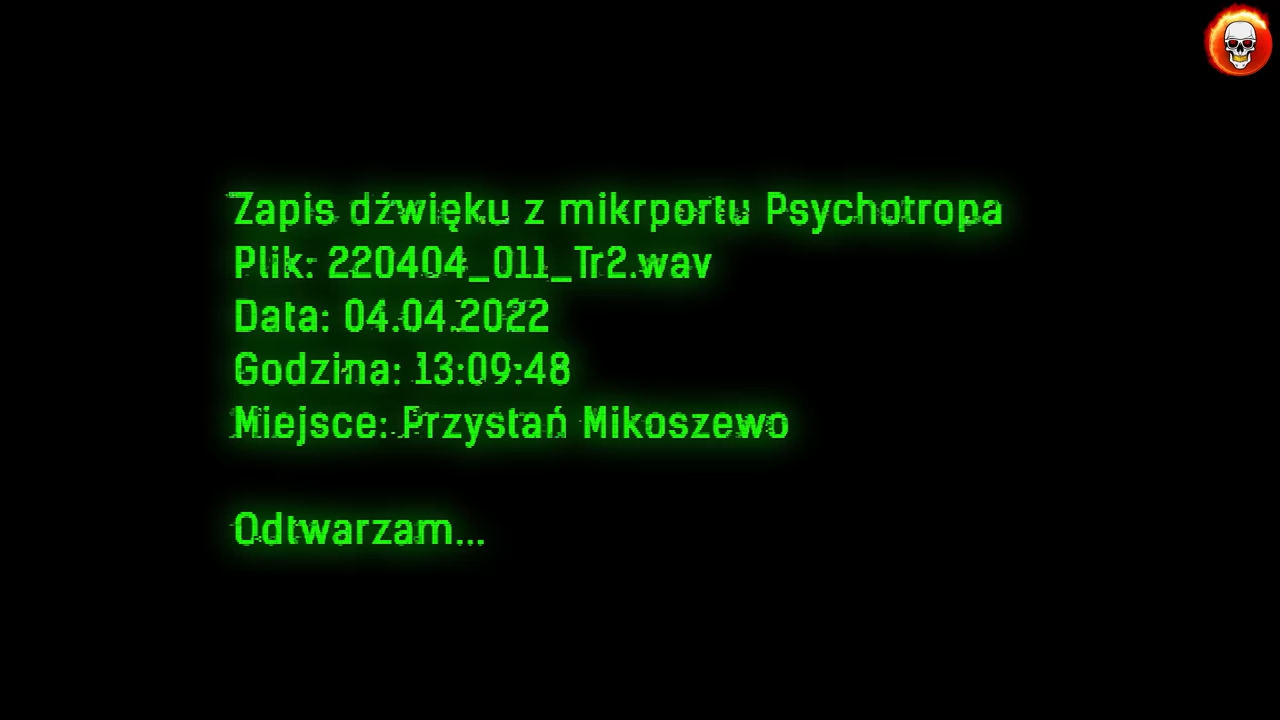 Zapis dźwięku z mikrportu Psychotropa
Plik: 220404_011_Tr2.wav
Data: 04.04.2022
Godzina: 13:09:48
Miejsce: Przystań Mikoszewo
Odtwarzam...